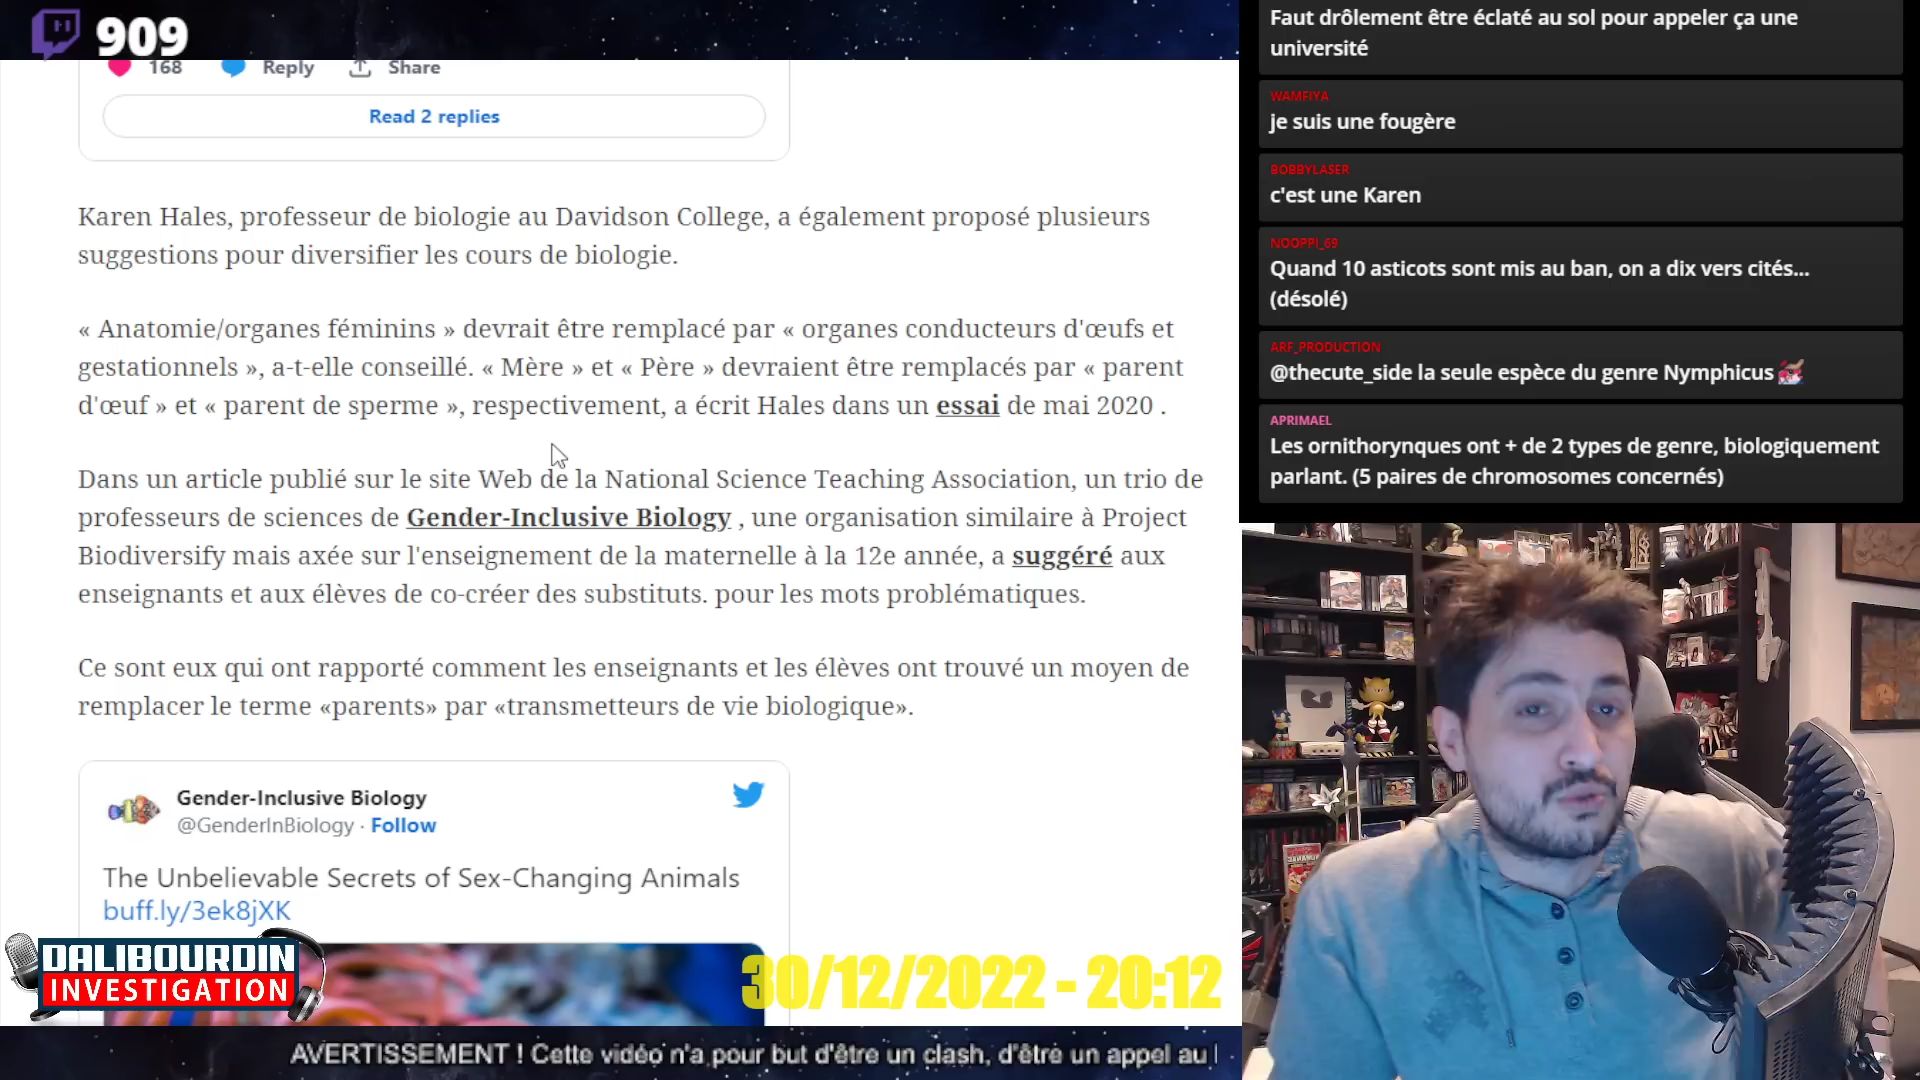 909
168 Reply Share
Read 2 replies
Karen Hales, professeur de biologie au Davidson College, a également proposé plusieurs
suggestions pour diversifier les cours de biologie.
« Anatomie/organes féminins » devrait être remplacé par « organes conducteurs d'œufs et
gestationnels », a-t-elle conseillé. « Mère » et « Père » devraient être remplacés par « parent
d'œuf » et « parent de sperme », respectivement, a écrit Hales dans un essai de mai 2020 .
Dans un article publié sur le site Web de la National Science Teaching Association, un trio de
professeurs de sciences de Gender-Inclusive Biology , une organisation similaire à Project
Biodiversify mais axée sur l'enseignement de la maternelle à la 12e année, a suggéré aux
enseignants et aux élèves de co-créer des substituts. pour les mots problématiques.
Ce sont eux qui ont rapporté comment les enseignants et les élèves ont trouvé un moyen de
remplacer le terme «parents» par «transmetteurs de vie biologique».
Gender-Inclusive Biology
@GenderInBiology · Follow
The Unbelievable Secrets of Sex-Changing Animals
buff.ly/3ek8jXK
DALIBOURDIN
INVESTIGATION
30/12/2022 - 20:12
AVERTISSEMENT ! Cette vidéo n'a pour but d'être un clash, d'être un appel au
Faut drôlement être éclaté au sol pour appeler ça une
université
WAMFIYA
je suis une fougère
BOBBYLASER
c'est une Karen
NOOPPI_69
Quand 10 asticots sont mis au ban, on a dix vers cités...
(désolé)
ARF_PRODUCTION
@thecute_side la seule espèce du genre Nymphicus
APRIMAEL
Les ornithorynques ont + de 2 types de genre, biologiquement
parlant. (5 paires de chromosomes concernés)